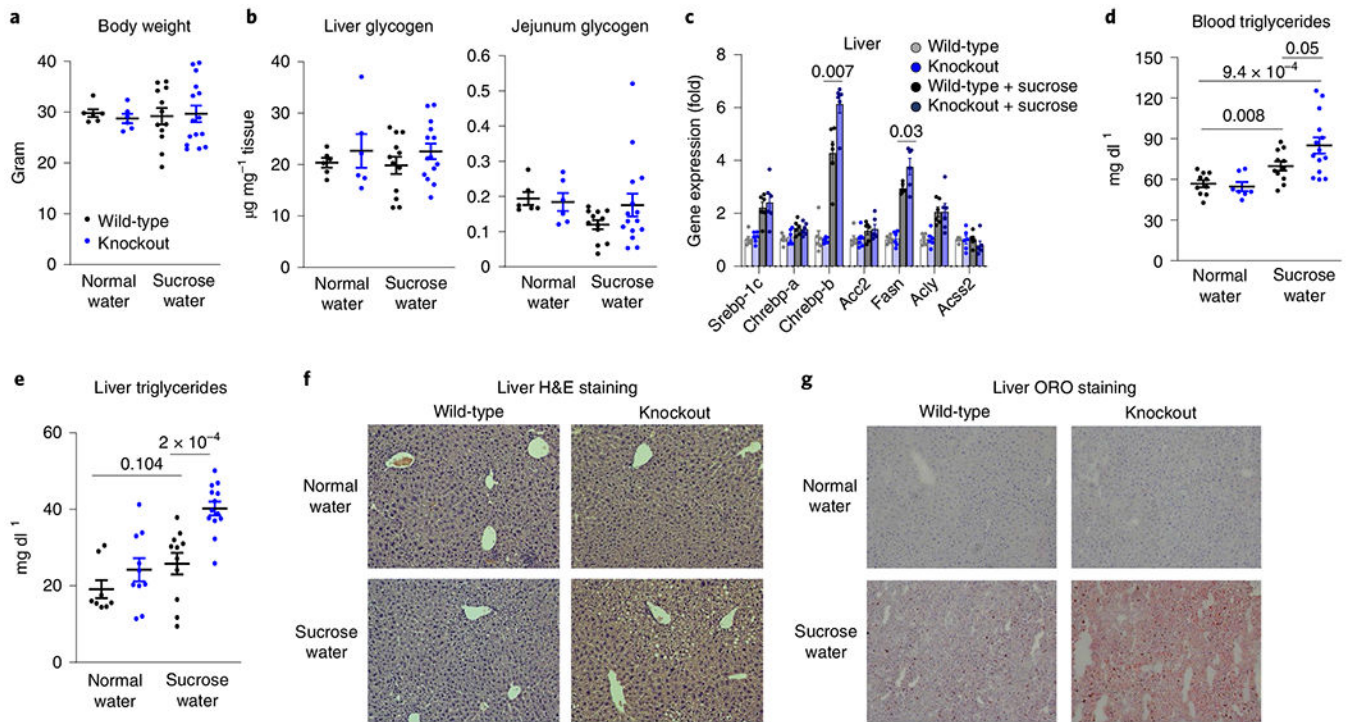 a
Body weight
Gram
40
30
20
10
0
Wild-type
Knockout
Normal water
Sucrose water
b
Liver glycogen
µg mg⁻¹ tissue
40
30
20
10
0
Normal water
Sucrose water
Jejunum glycogen
0.6
0.5
0.4
0.3
0.2
0.1
0
Normal water
Sucrose water
c
Liver
Gene expression (fold)
8
6
4
2
0
0.007
0.03
Wild-type
Knockout
Wild-type + sucrose
Knockout + sucrose
Srebp-1c
Chrebp-a
Chrebp-b
Acc2
Fasn
Acly
Acss2
d
Blood triglycerides
mg dl⁻¹
150
120
90
60
30
0
0.05
9.4 × 10⁻⁴
0.008
Normal water
Sucrose water
e
Liver triglycerides
mg dl¹
60
40
20
0
2 × 10⁻⁴
0.104
Normal water
Sucrose water
f
Liver H&E staining
Wild-type
Knockout
Normal water
Sucrose water
g
Liver ORO staining
Wild-type
Knockout
Normal water
Sucrose water